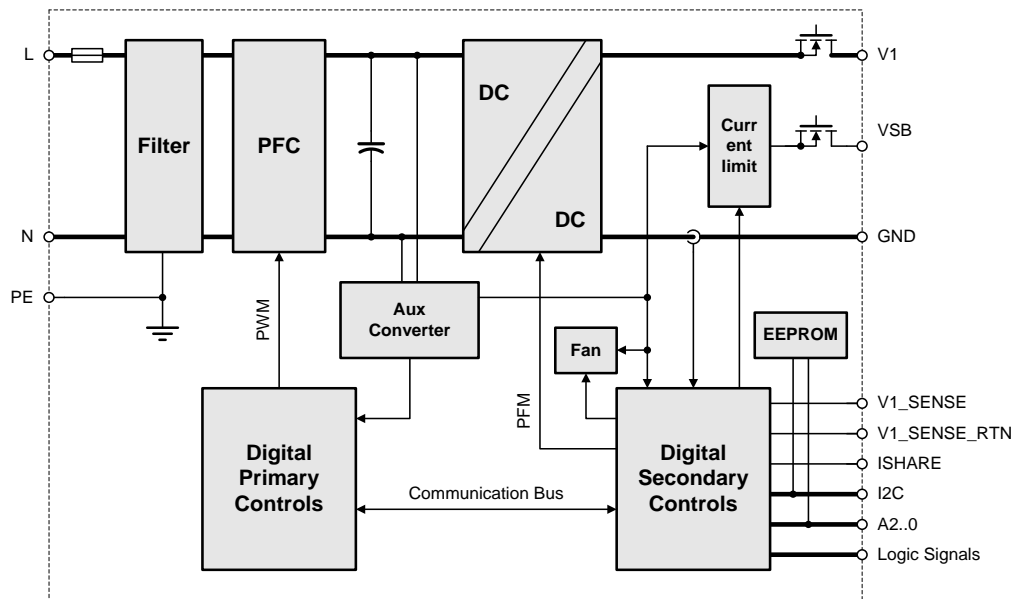 L
V1
DC
Curr
ent
limit
VSB
Filter
PFC
DC
N
GND
PE
Aux
Converter
PWM
EEPROM
Fan
PFM
V1_SENSE
V1_SENSE_RTN
Digital
Primary
Controls
Digital
Secondary
Controls
ISHARE
Communication Bus
I2C
A2..0
Logic Signals